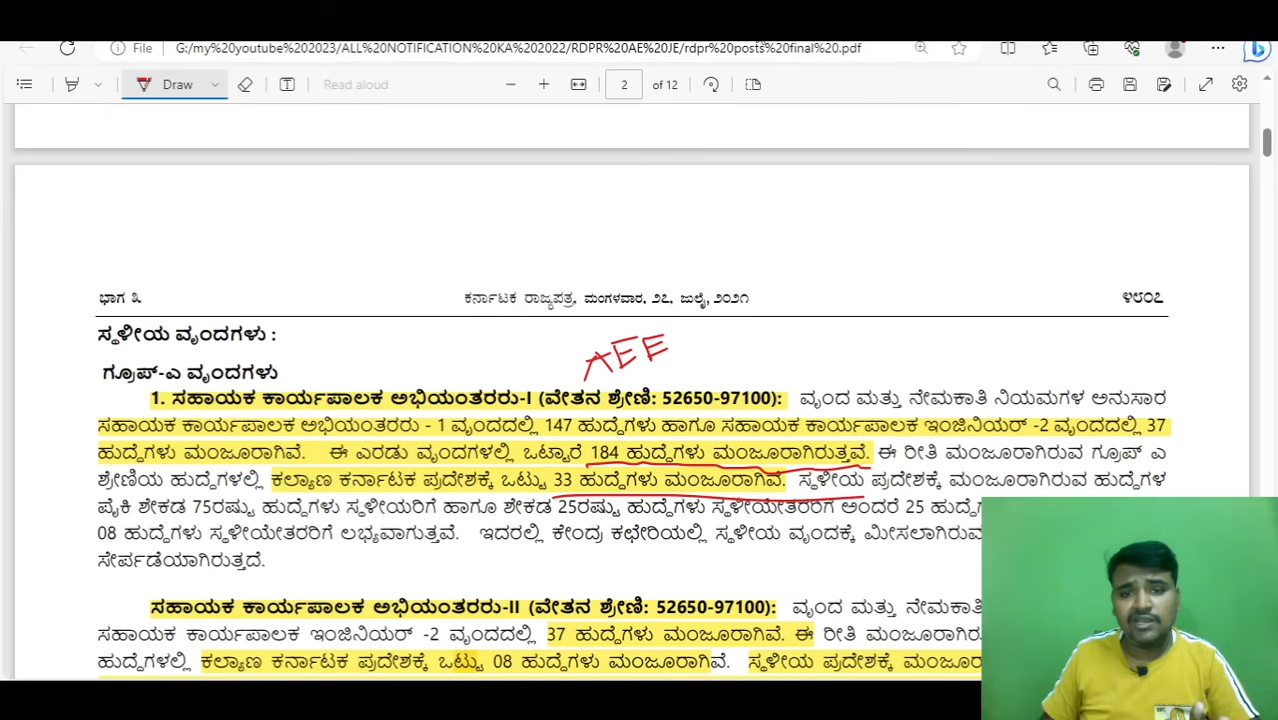 File
G:/my%20youtube%202023/ALL%20NOTIFICATION%20KA%202022/RDPR%20AE%20JE/rdpr%20posts%20final%20.pdf
Draw
Read aloud
2 of 12
ಭಾಗ ೩ ಕರ್ನಾಟಕ ರಾಜ್ಯಪತ್ರ, ಮಂಗಳವಾರ, ೨೭, ಜುಲೈ, ೨೦೨೧ ೪೮೦೭
ಸ್ಥಳೀಯ ವೃಂದಗಳು :
AEE
ಗ್ರೂಪ್-ಎ ವೃಂದಗಳು
1. ಸಹಾಯಕ ಕಾರ್ಯಪಾಲಕ ಅಭಿಯಂತರರು-I (ವೇತನ ಶ್ರೇಣಿ: 52650-97100): ವೃಂದ ಮತ್ತು ನೇಮಕಾತಿ ನಿಯಮಗಳ ಅನುಸಾರ
ಸಹಾಯಕ ಕಾರ್ಯಪಾಲಕ ಅಭಿಯಂತರರು - 1 ವೃಂದದಲ್ಲಿ 147 ಹುದ್ದೆಗಳು ಹಾಗೂ ಸಹಾಯಕ ಕಾರ್ಯಪಾಲಕ ಇಂಜಿನಿಯರ್ -2 ವೃಂದದಲ್ಲಿ 37
ಹುದ್ದೆಗಳು ಮಂಜೂರಾಗಿವೆ. ಈ ಎರಡು ವೃಂದಗಳಲ್ಲಿ ಒಟ್ಟಾರೆ 184 ಹುದ್ದೆಗಳು ಮಂಜೂರಾಗಿರುತ್ತವೆ. ಈ ರೀತಿ ಮಂಜೂರಾಗಿರುವ ಗ್ರೂಪ್ ಎ
ಶ್ರೇಣಿಯ ಹುದ್ದೆಗಳಲ್ಲಿ ಕಲ್ಯಾಣ ಕರ್ನಾಟಕ ಪ್ರದೇಶಕ್ಕೆ ಒಟ್ಟು 33 ಹುದ್ದೆಗಳು ಮಂಜೂರಾಗಿವೆ. ಸ್ಥಳೀಯ ಪ್ರದೇಶಕ್ಕೆ ಮಂಜೂರಾಗಿರುವ ಹುದ್ದೆಗಳ
ಪೈಕಿ ಶೇಕಡ 75ರಷ್ಟು ಹುದ್ದೆಗಳು ಸ್ಥಳೀಯರಿಗೆ ಹಾಗೂ ಶೇಕಡ 25ರಷ್ಟು ಹುದ್ದೆಗಳು ಸ್ಥಳೀಯೇತರರಿಗೆ ಅಂದರೆ 25
08 ಹುದ್ದೆಗಳು ಸ್ಥಳೀಯೇತರರಿಗೆ ಲಭ್ಯವಾಗುತ್ತವೆ. ಇದರಲ್ಲಿ ಕೇಂದ್ರ ಕಛೇರಿಯಲ್ಲಿ ಸ್ಥಳೀಯ ವೃಂದಕ್ಕೆ
ಸೇರ್ಪಡೆಯಾಗಿರುತ್ತದೆ.
ಸಹಾಯಕ ಕಾರ್ಯಪಾಲಕ ಅಭಿಯಂತರರು-II (ವೇತನ ಶ್ರೇಣಿ: 52650-97100): ವೃಂದ ಮತ್ತು
ಸಹಾಯಕ ಕಾರ್ಯಪಾಲಕ ಇಂಜಿನಿಯರ್ -2 ವೃಂದದಲ್ಲಿ 37 ಹುದ್ದೆಗಳು ಮಂಜೂರಾಗಿವೆ. ಈ ರೀತಿ
ಹುದ್ದೆಗಳಲ್ಲಿ ಕಲ್ಯಾಣ ಕರ್ನಾಟಕ ಪ್ರದೇಶಕ್ಕೆ ಒಟ್ಟು 08 ಹುದ್ದೆಗಳು ಮಂಜೂರಾಗಿವೆ. ಸ್ಥಳೀಯ ಪ್ರದೇಶಕ್ಕೆ